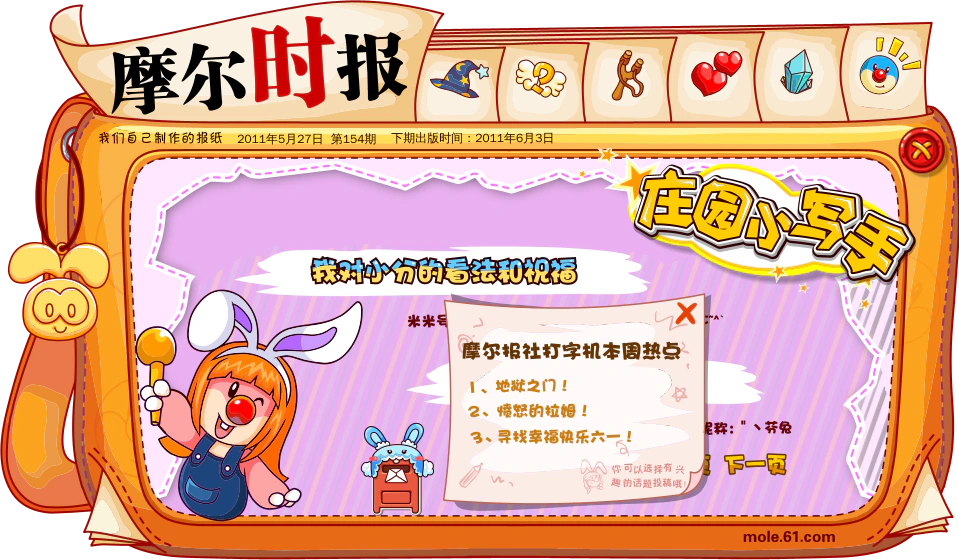 摩尔时报
我们自己制作的报纸 2011年5月27日 第154期 下期出版时间：2011年6月3日
庄园小写手
我对小分的看法和祝福
米米号
摩尔报社打字机本周热点
1、地狱之门！
2、愤怒的拉姆！
3、寻找幸福快乐六一！
你可以选择有兴
趣的话题投稿哦！
昵称："丶芬兔
页 下一页
mole.61.com